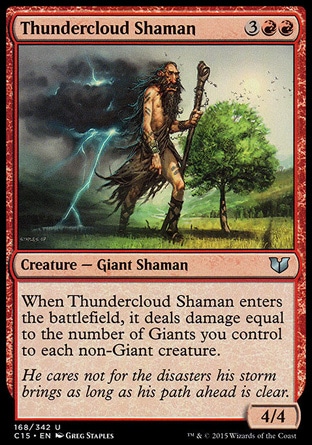 Thundercloud Shaman 3
Creature — Giant Shaman
When Thundercloud Shaman enters
the battlefield, it deals damage equal
to the number of Giants you control
to each non-Giant creature.
He cares not for the disasters his storm
brings as long as his path ahead is clear.
4/4
168/342 U
C15 • EN Greg Staples
™ & © 2015 Wizards of the Coast